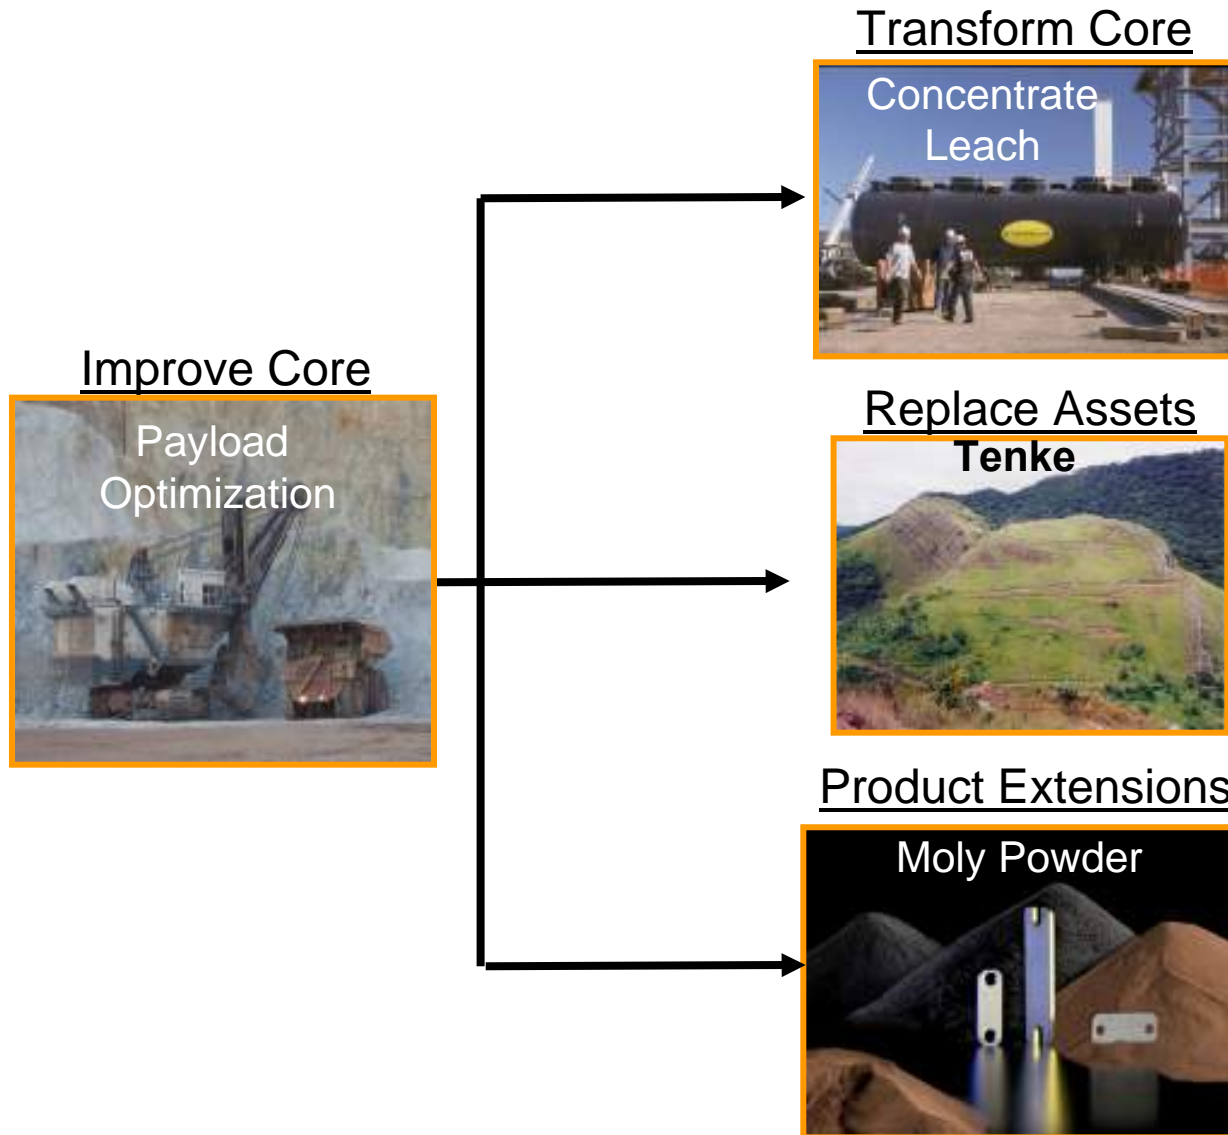 Transform Core
Concentrate
Leach
Improve Core
Payload
Optimization
Replace Assets
Tenke
Product Extensions
Moly Powder